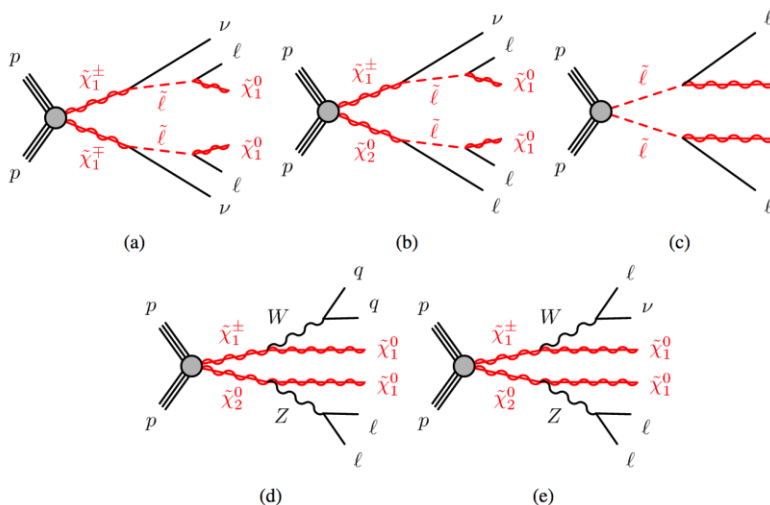 p χ̃₁± ν ℓ χ̃₁⁰ ℓ̃
p χ̃₁∓ ℓ̃ χ̃₁⁰ ℓ ν
(a)
p χ̃₁± ℓ̃ ν ℓ χ̃₁⁰
p χ̃₂⁰ ℓ̃ χ̃₁⁰ ℓ ℓ
(b)
p ℓ̃ ℓ
p ℓ̃ ℓ
(c)
p χ̃₁± W q q χ̃₁⁰
p χ̃₂⁰ Z χ̃₁⁰ ℓ ℓ
(d)
p χ̃₁± W ℓ ν χ̃₁⁰
p χ̃₂⁰ Z χ̃₁⁰ ℓ ℓ
(e)